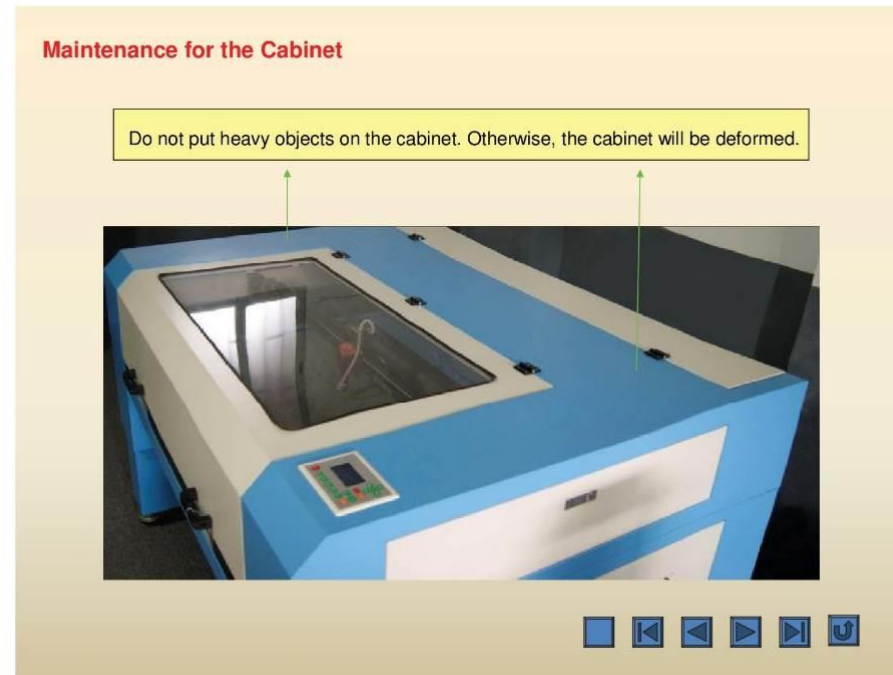 Maintenance for the Cabinet
Do not put heavy objects on the cabinet. Otherwise, the cabinet will be deformed.